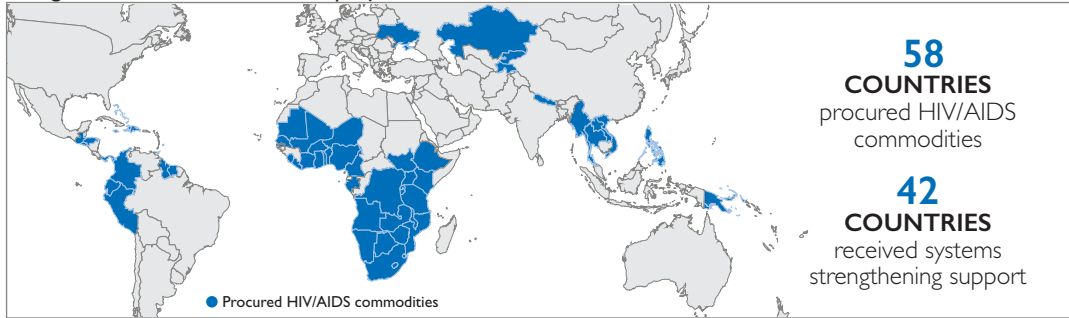 58
COUNTRIES
procured HIV/AIDS
commodities
42
COUNTRIES
received systems
strengthening support
Procured HIV/AIDS commodities